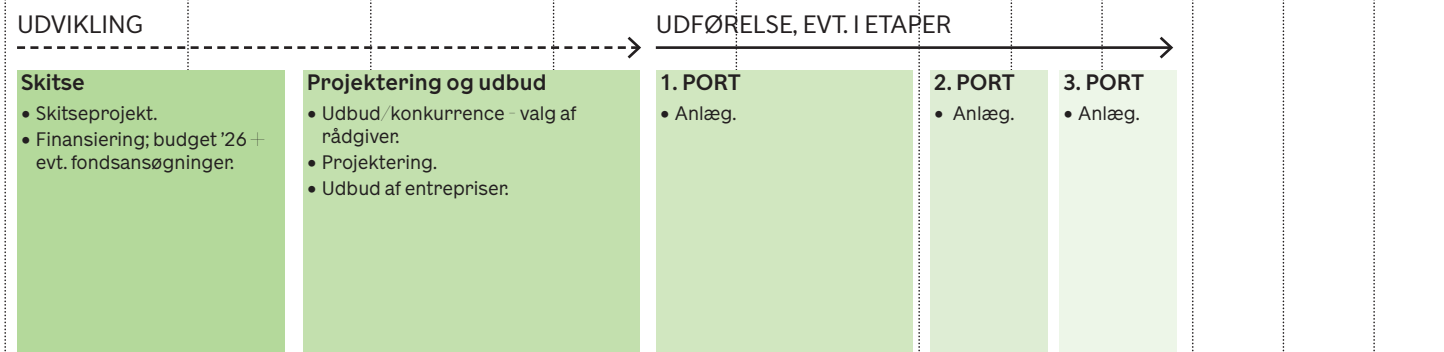 UDVIKLING
UDFØRELSE, EVT. I ETAPER
Skitse
• Skitseprojekt.
• Finansiering; budget ’26 +
evt. fondsansøgninger.
Projektering og udbud
• Udbud/konkurrence - valg af
rådgiver.
• Projektering.
• Udbud af entrepriser.
1. PORT
• Anlæg.
2. PORT
• Anlæg.
3. PORT
• Anlæg.